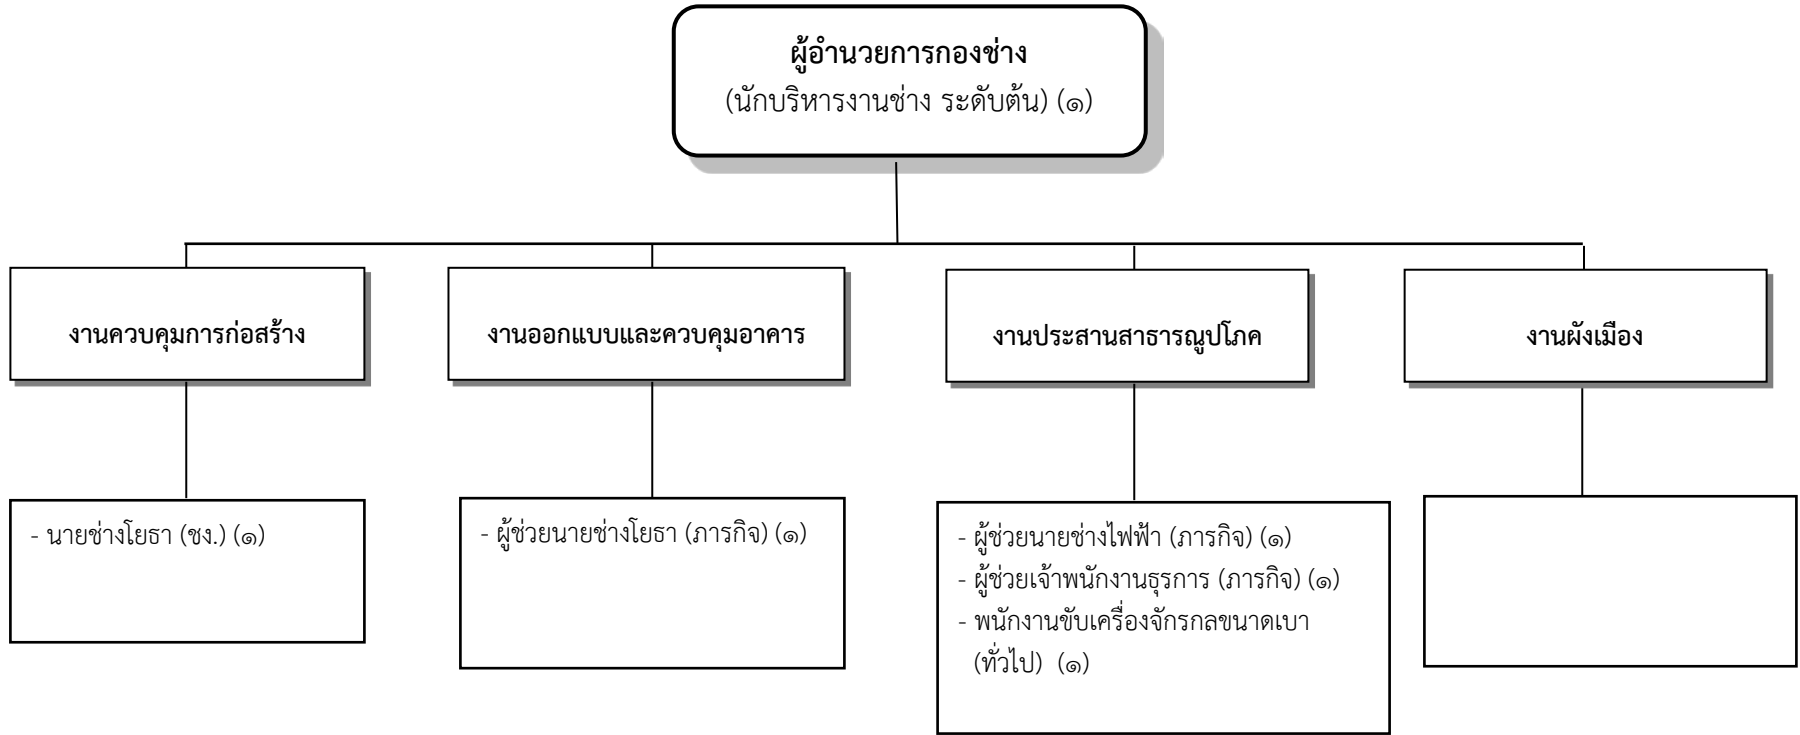 ผู้อำนวยการกองช่าง
(นักบริหารงานช่าง ระดับต้น) (๑)
งานควบคุมการก่อสร้าง
งานออกแบบและควบคุมอาคาร
งานประสานสาธารณูปโภค
งานผังเมือง
- นายช่างโยธา (ชง.) (๑)
- ผู้ช่วยนายช่างโยธา (ภารกิจ) (๑)
- ผู้ช่วยนายช่างไฟฟ้า (ภารกิจ) (๑)
- ผู้ช่วยเจ้าพนักงานธุรการ (ภารกิจ) (๑)
- พนักงานขับเครื่องจักรกลขนาดเบา
(ทั่วไป) (๑)